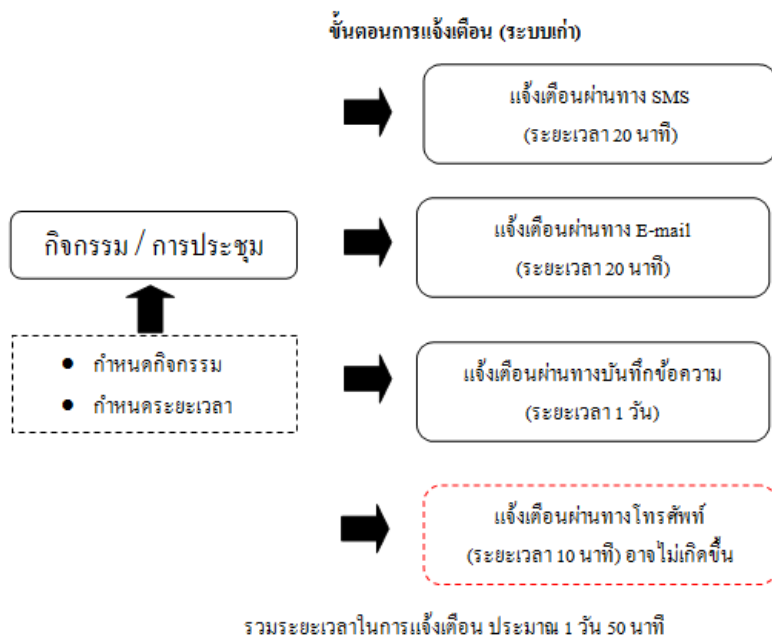 ขั้นตอนการแจ้งเตือน (ระบบเก่า)
แจ้งเตือนผ่านทาง SMS
(ระยะเวลา 20 นาที)
กิจกรรม / การประชุม
● กำหนดกิจกรรม
● กำหนดระยะเวลา
แจ้งเตือนผ่านทาง E-mail
(ระยะเวลา 20 นาที)
แจ้งเตือนผ่านทางบันทึกข้อความ
(ระยะเวลา 1 วัน)
แจ้งเตือนผ่านทางโทรศัพท์
(ระยะเวลา 10 นาที) อาจไม่เกิดขึ้น
รวมระยะเวลาในการแจ้งเตือน ประมาณ 1 วัน 50 นาที